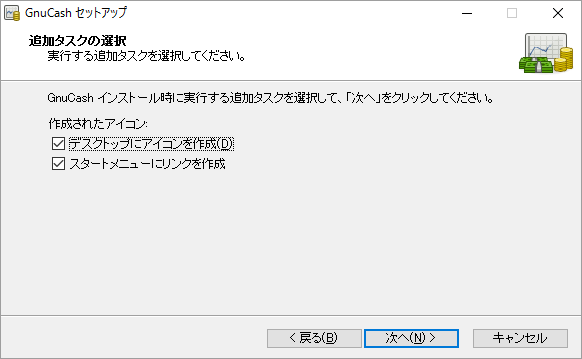 GnuCash セットアップ
追加タスクの選択
実行する追加タスクを選択してください。
GnuCash インストール時に実行する追加タスクを選択して、「次へ」をクリックしてください。
作成されたアイコン:
デスクトップにアイコンを作成(D)
スタートメニューにリンクを作成
< 戻る(B) 次へ(N) > キャンセル